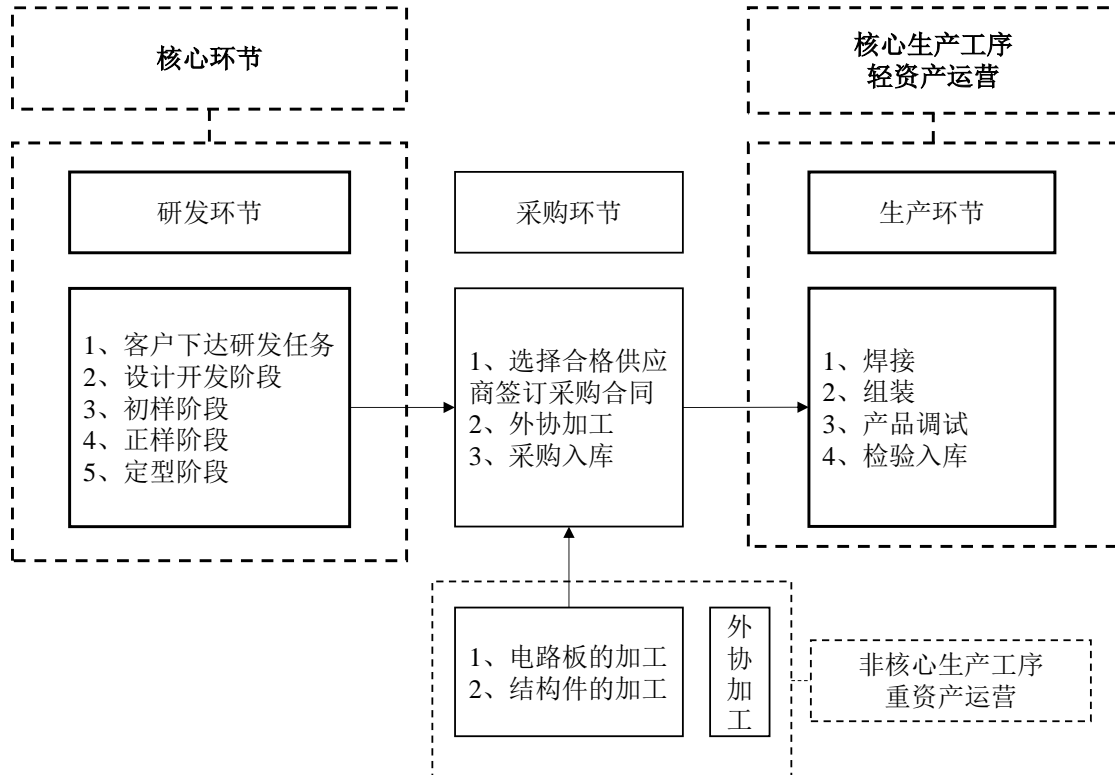 核心环节
核心生产工序
轻资产运营
研发环节
采购环节
生产环节
1、客户下达研发任务
2、设计开发阶段
3、初样阶段
4、正样阶段
5、定型阶段
1、选择合格供应
商签订采购合同
2、外协加工
3、采购入库
1、焊接
2、组装
3、产品调试
4、检验入库
1、电路板的加工
2、结构件的加工
外
协
加
工
非核心生产工序
重资产运营